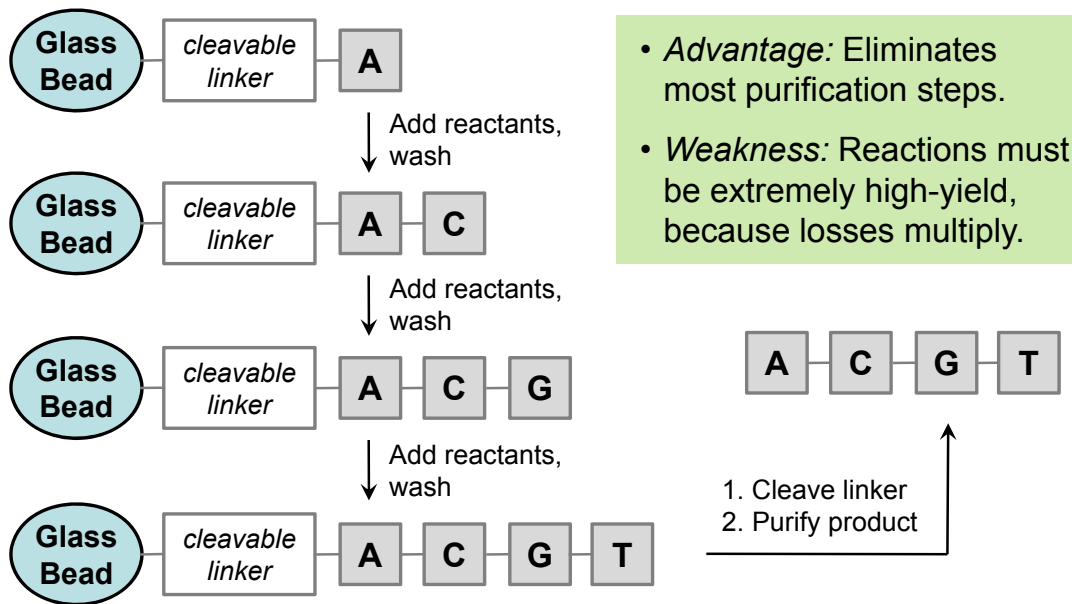 Glass
Bead
cleavable
linker
A
Add reactants,
wash
Glass
Bead
cleavable
linker
A
C
Add reactants,
wash
Glass
Bead
cleavable
linker
A
C
G
Add reactants,
wash
Glass
Bead
cleavable
linker
A
C
G
T
• Advantage: Eliminates
most purification steps.
• Weakness: Reactions must
be extremely high-yield,
because losses multiply.
A
C
G
T
1. Cleave linker
2. Purify product